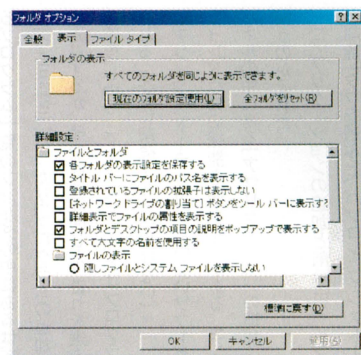 フォルダ オプション
全般 表示 ファイル タイプ
フォルダの表示
すべてのフォルダを同じように表示できます。
現在のフォルダ設定使用(U) 全フォルダをリセット(R)
詳細設定
ファイルとフォルダ
各フォルダの表示設定を保存する
タイトル バーにファイルのパス名を表示する
登録されているファイルの拡張子は表示しない
[ネットワーク ドライブの割り当て] ボタンをツール バーに表示す
詳細表示でファイルの属性を表示する
フォルダとデスクトップの項目の説明をポップアップで表示する
すべて大文字の名前を使用する
ファイルの表示
隠しファイルとシステム ファイルを表示しない
標準に戻す(D)
OK キャンセル 適用(S)